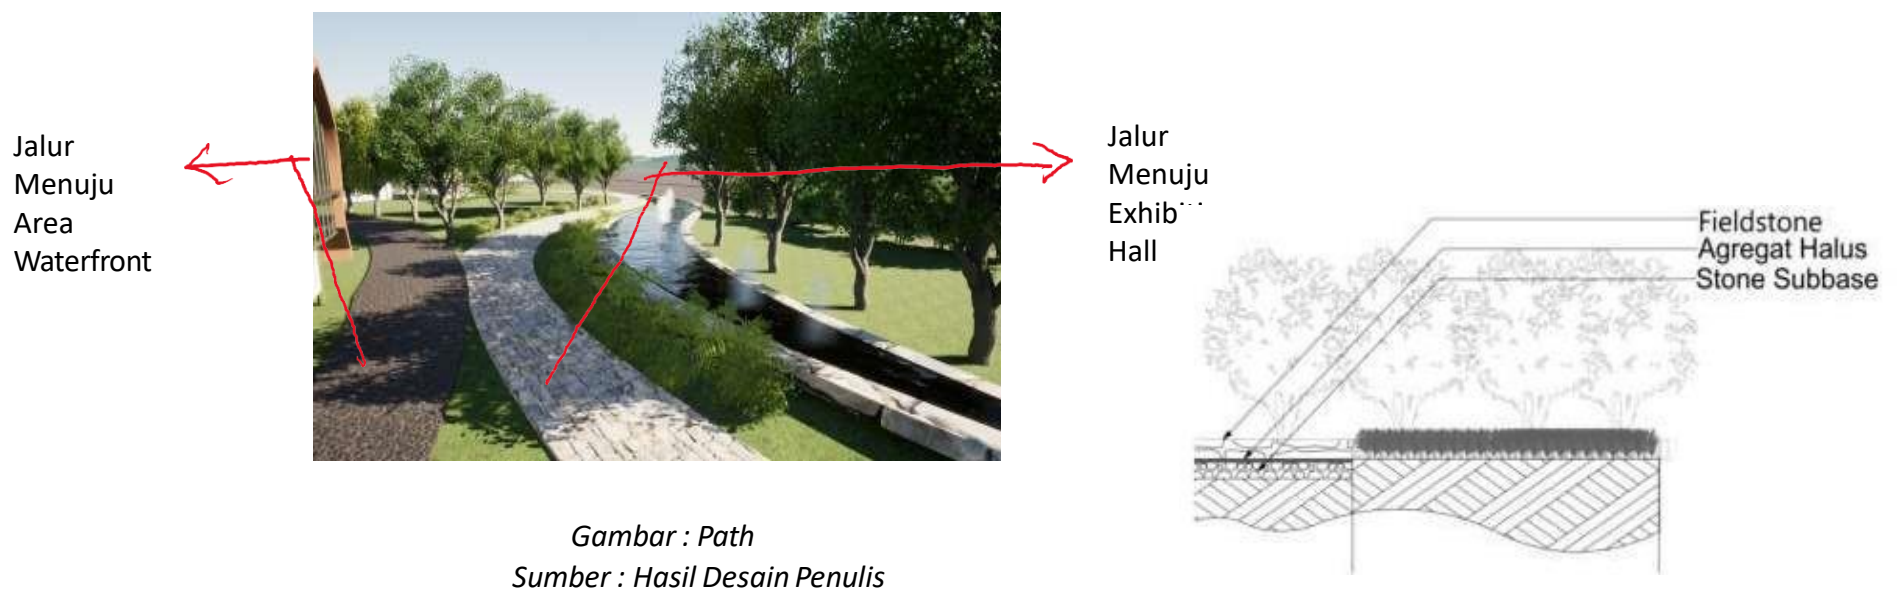 Jalur
Menuju
Area
Waterfront
Jalur
Menuju
Hall
Fieldstone
Agregat Halus
Stone Subbase
Gambar : Path
Sumber : Hasil Desain Penulis